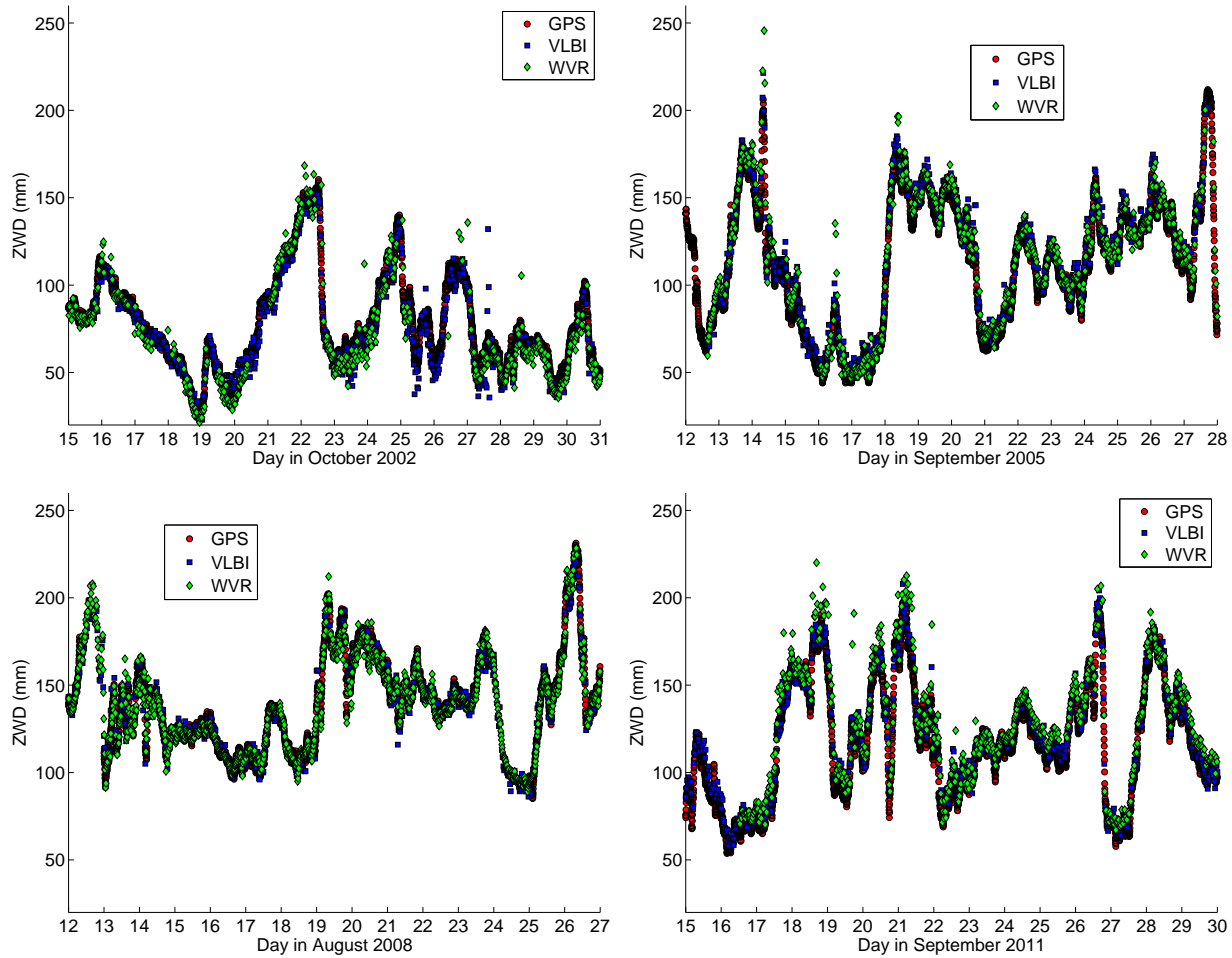 250
200
150
100
50
ZWD (mm)
GPS
VLBI
WVR
15 16 17 18 19 20 21 22 23 24 25 26 27 28 29 30 31
Day in October 2002
250
200
150
100
50
ZWD (mm)
GPS
VLBI
WVR
12 13 14 15 16 17 18 19 20 21 22 23 24 25 26 27 28
Day in September 2005
250
200
150
100
50
ZWD (mm)
GPS
VLBI
WVR
12 13 14 15 16 17 18 19 20 21 22 23 24 25 26 27
Day in August 2008
250
200
150
100
50
ZWD (mm)
GPS
VLBI
WVR
15 16 17 18 19 20 21 22 23 24 25 26 27 28 29 30
Day in September 2011